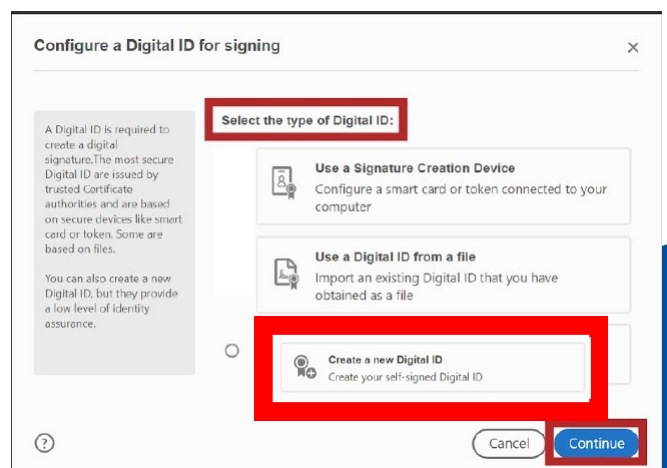 Configure a Digital ID for signing
A Digital ID is required to
create a digital
signature.The most secure
Digital ID are issued by
trusted Certificate
authorities and are based
on secure devices like smart
card or token. Some are
based on files.
You can also create a new
Digital ID, but they provide
a low level of identity
assurance.
Select the type of Digital ID:
Use a Signature Creation Device
Configure a smart card or token connected to your
computer
Use a Digital ID from a file
Import an existing Digital ID that you have
obtained as a file
Create a new Digital ID
Create your self-signed Digital ID
?
Cancel
Continue